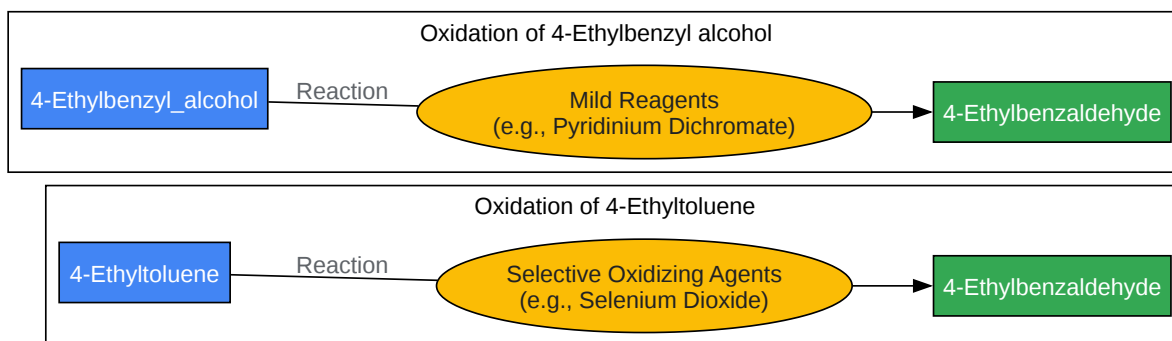 Oxidation of 4-Ethylbenzyl alcohol
4-Ethylbenzyl_alcohol
Reaction
Mild Reagents
(e.g., Pyridinium Dichromate)
4-Ethylbenzaldehyde
Oxidation of 4-Ethyltoluene
4-Ethyltoluene
Reaction
Selective Oxidizing Agents
(e.g., Selenium Dioxide)
4-Ethylbenzaldehyde